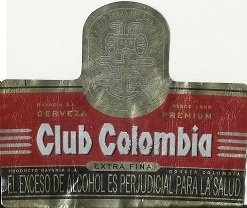 BAVARIA S.A. DESDE 1889
CERVEZA PREMIUM
Club Colombia
EXTRA FINA
PRODUCTO BAVARIA S.A. BOGOTA COLOMBIA
EL EXCESO DE ALCOHOL ES PERJUDICIAL PARA LA SALUD